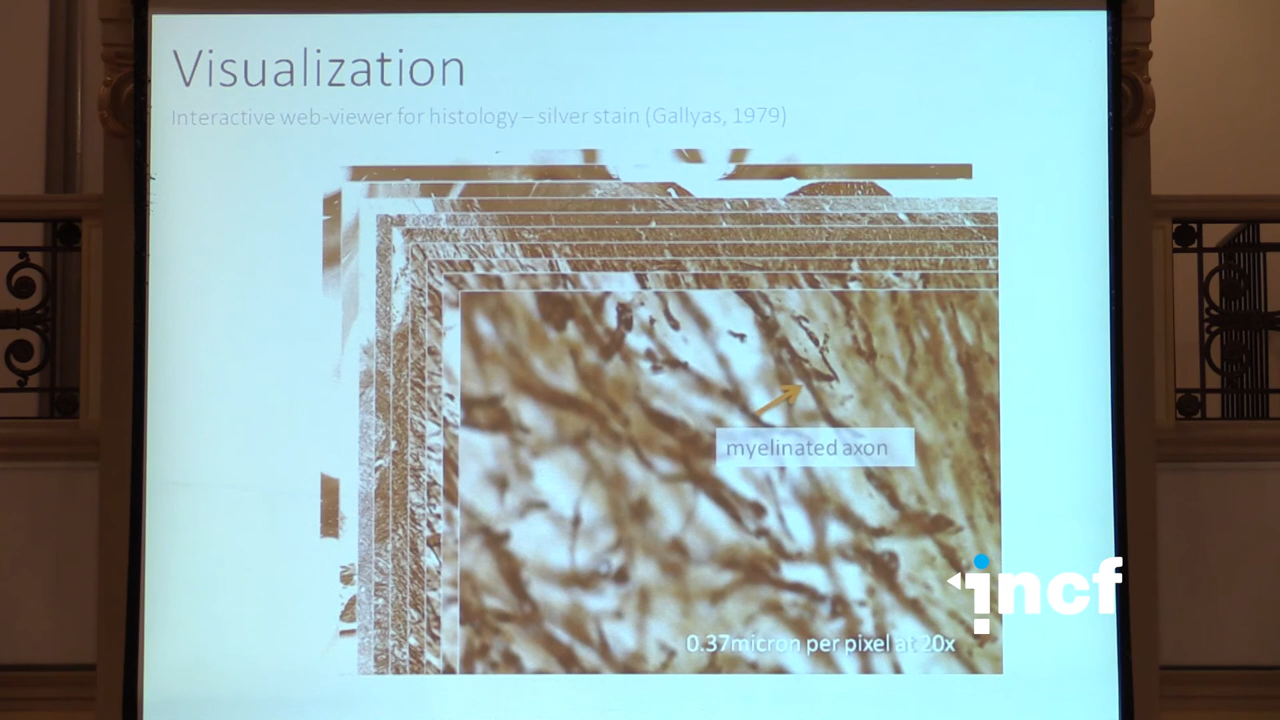 Visualization
Interactive web-viewer for histology – silver stain (Gallyas, 1979)
myelinated axon
incf
0.37micron per pixel at 20x